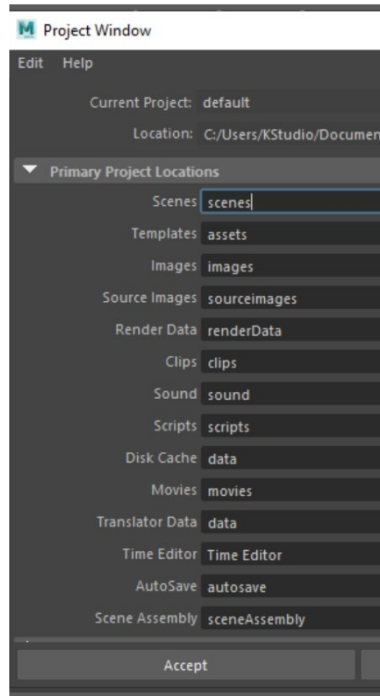 Project Window
Edit Help
Current Project: default
Location: C:/Users/KStudio/Documen
Primary Project Locations
Scenes scenes
Templates assets
Images images
Source Images sourceimages
Render Data renderData
Clips clips
Sound sound
Scripts scripts
Disk Cache data
Movies movies
Translator Data data
Time Editor Time Editor
AutoSave autosave
Scene Assembly sceneAssembly
Accept